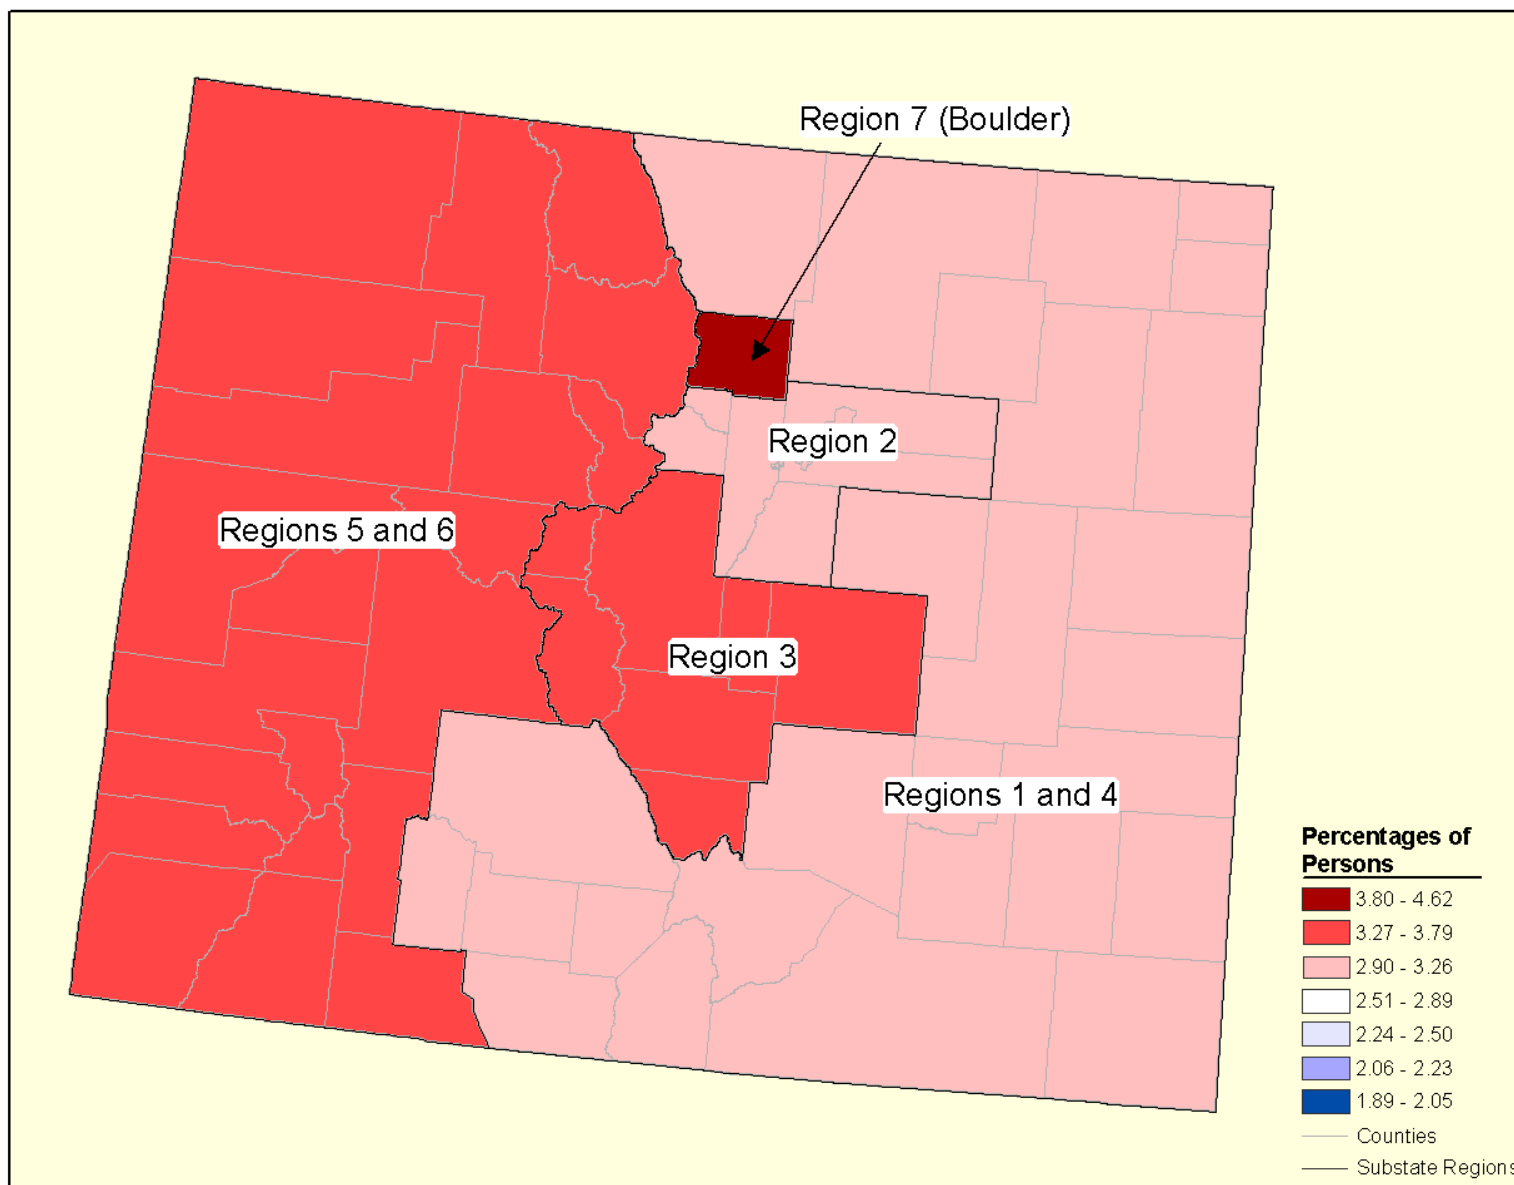 Region 7 (Boulder)
Region 2
Regions 5 and 6
Region 3
Regions 1 and 4
Percentages of
Persons
3.80 - 4.62
3.27 - 3.79
2.90 - 3.26
2.51 - 2.89
2.24 - 2.50
2.06 - 2.23
1.89 - 2.05
Counties
Substate Regions